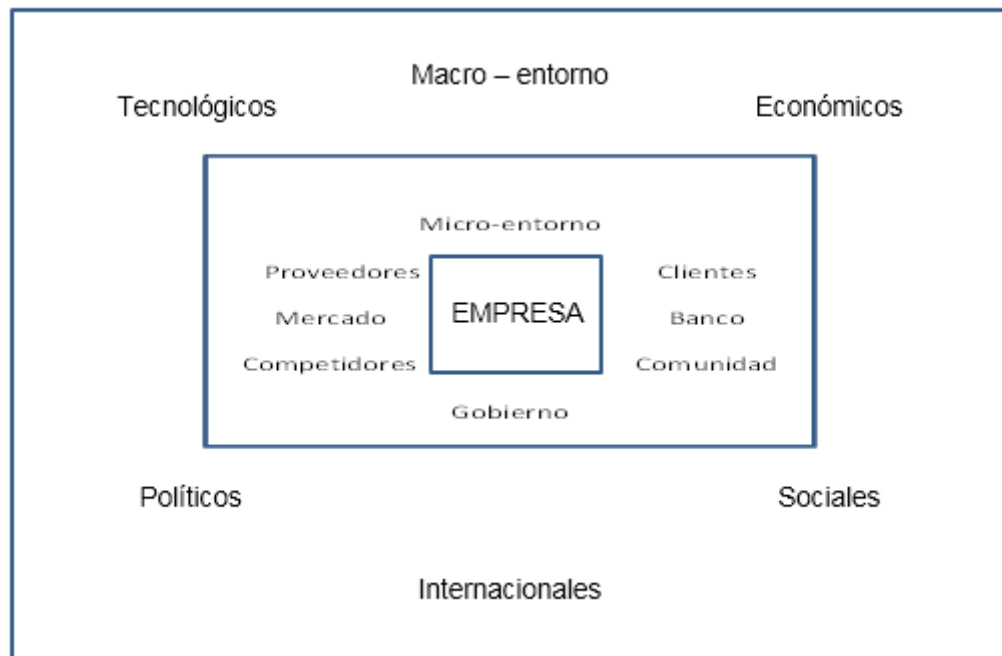 Macro – entorno
Tecnológicos
Económicos
Micro-entorno
Proveedores
Clientes
EMPRESA
Mercado
Banco
Competidores
Comunidad
Gobierno
Políticos
Sociales
Internacionales